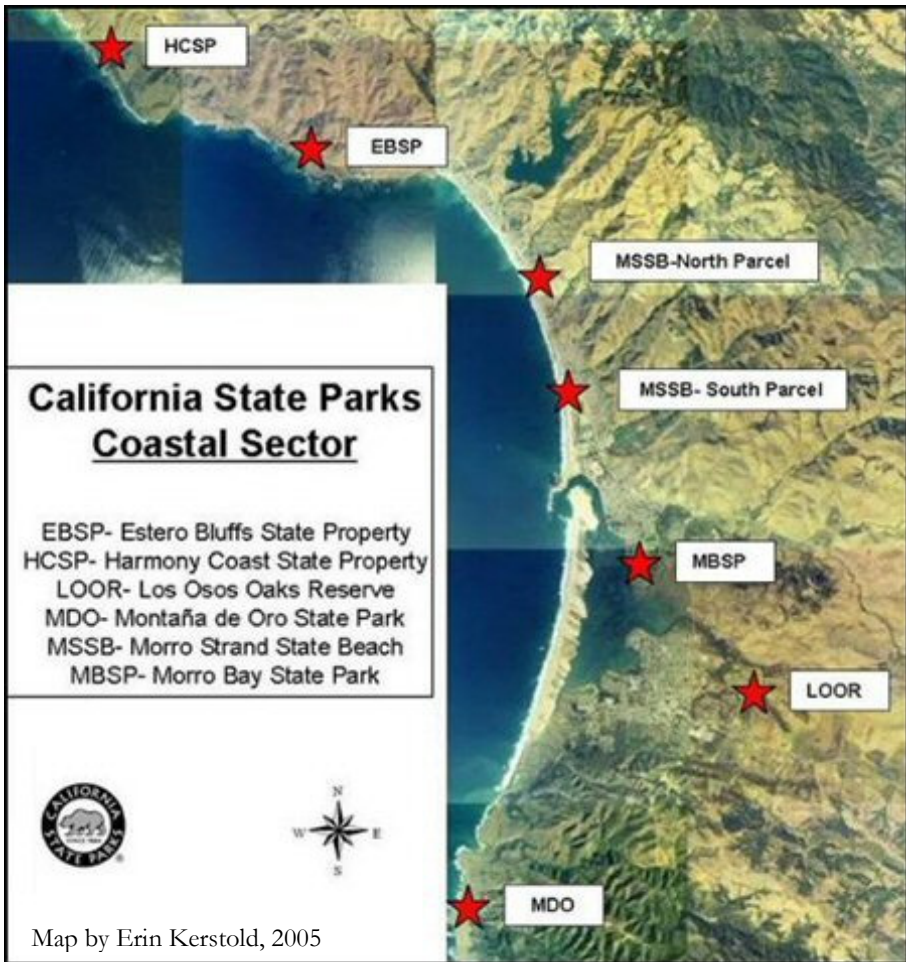 HCSP
EBSP
MSSB-North Parcel
MSSB- South Parcel
California State Parks
Coastal Sector
EBSP- Estero Bluffs State Property
HCSP- Harmony Coast State Property
LOOR- Los Osos Oaks Reserve
MDO- Montaña de Oro State Park
MSSB- Morro Strand State Beach
MBSP- Morro Bay State Park
MBSP
LOOR
CALIFORNIA
STATE PARKS
N
W E
S
MDO
Map by Erin Kerstold, 2005